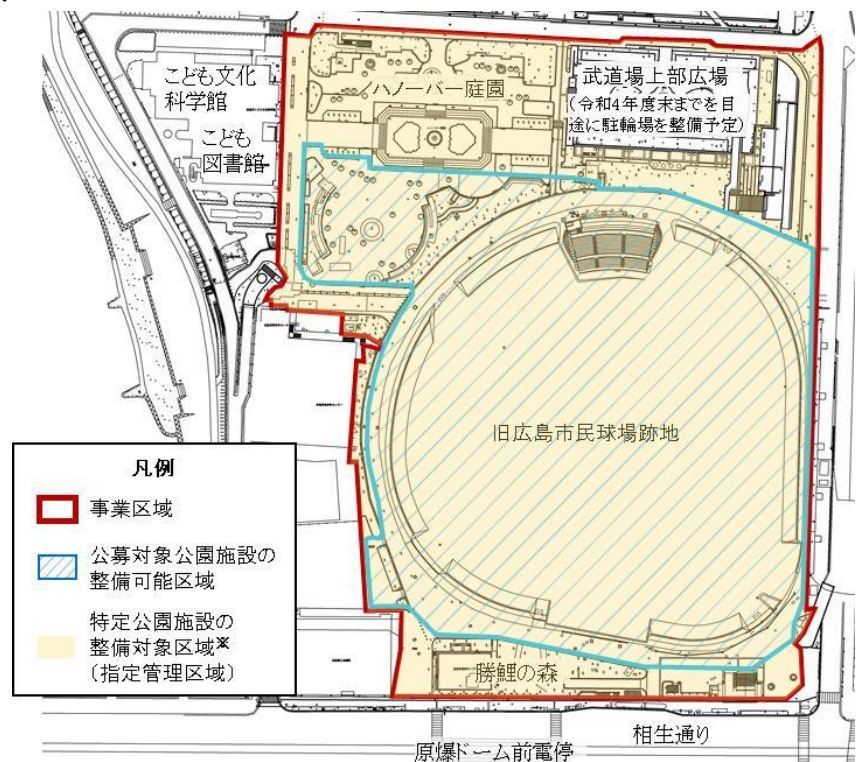 こども文化
科学館
こども
図書館
ハノーバー庭園
武道場上部広場
(令和4年度末までを目
途に駐輪場を整備予定)
旧広島市民球場跡地
凡例
事業区域
公募対象公園施設の
整備可能区域
特定公園施設の
整備対象区域※
(指定管理区域)
勝鯉の森
相生通り
原爆ドーム前電停